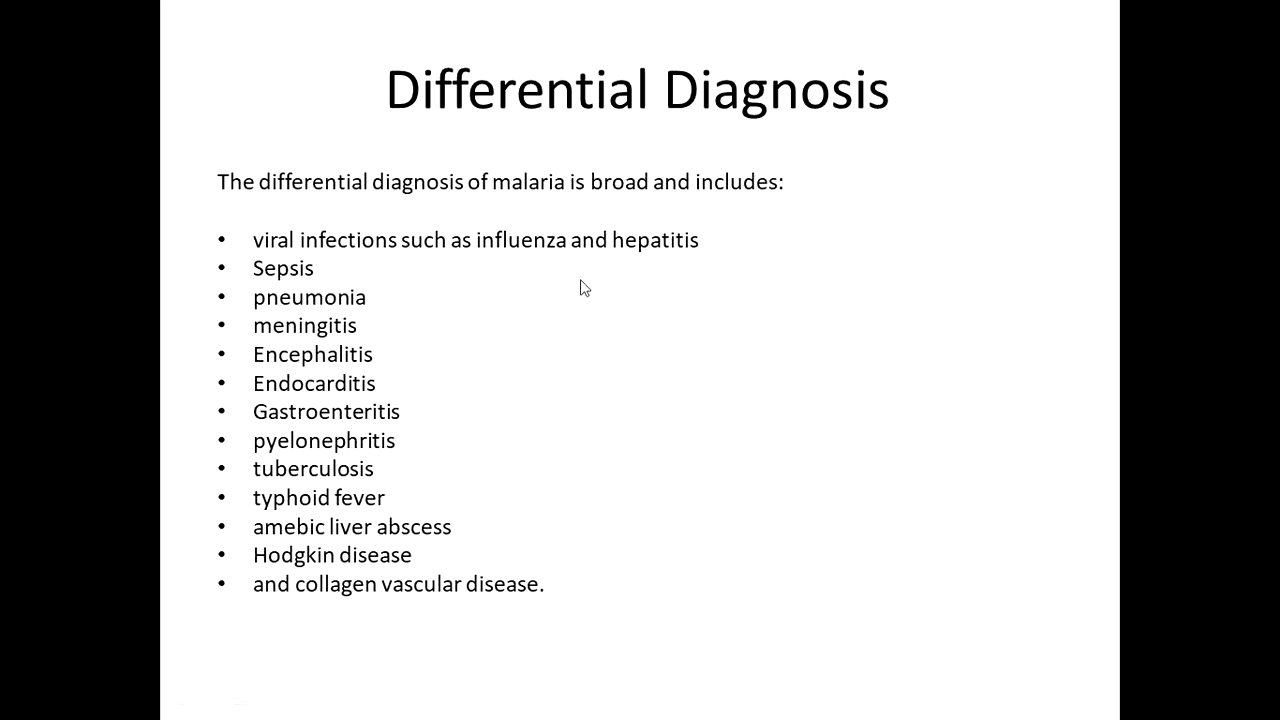 Differential Diagnosis
The differential diagnosis of malaria is broad and includes:
• viral infections such as influenza and hepatitis
• Sepsis
• pneumonia
• meningitis
• Encephalitis
• Endocarditis
• Gastroenteritis
• pyelonephritis
• tuberculosis
• typhoid fever
• amebic liver abscess
• Hodgkin disease
• and collagen vascular disease.